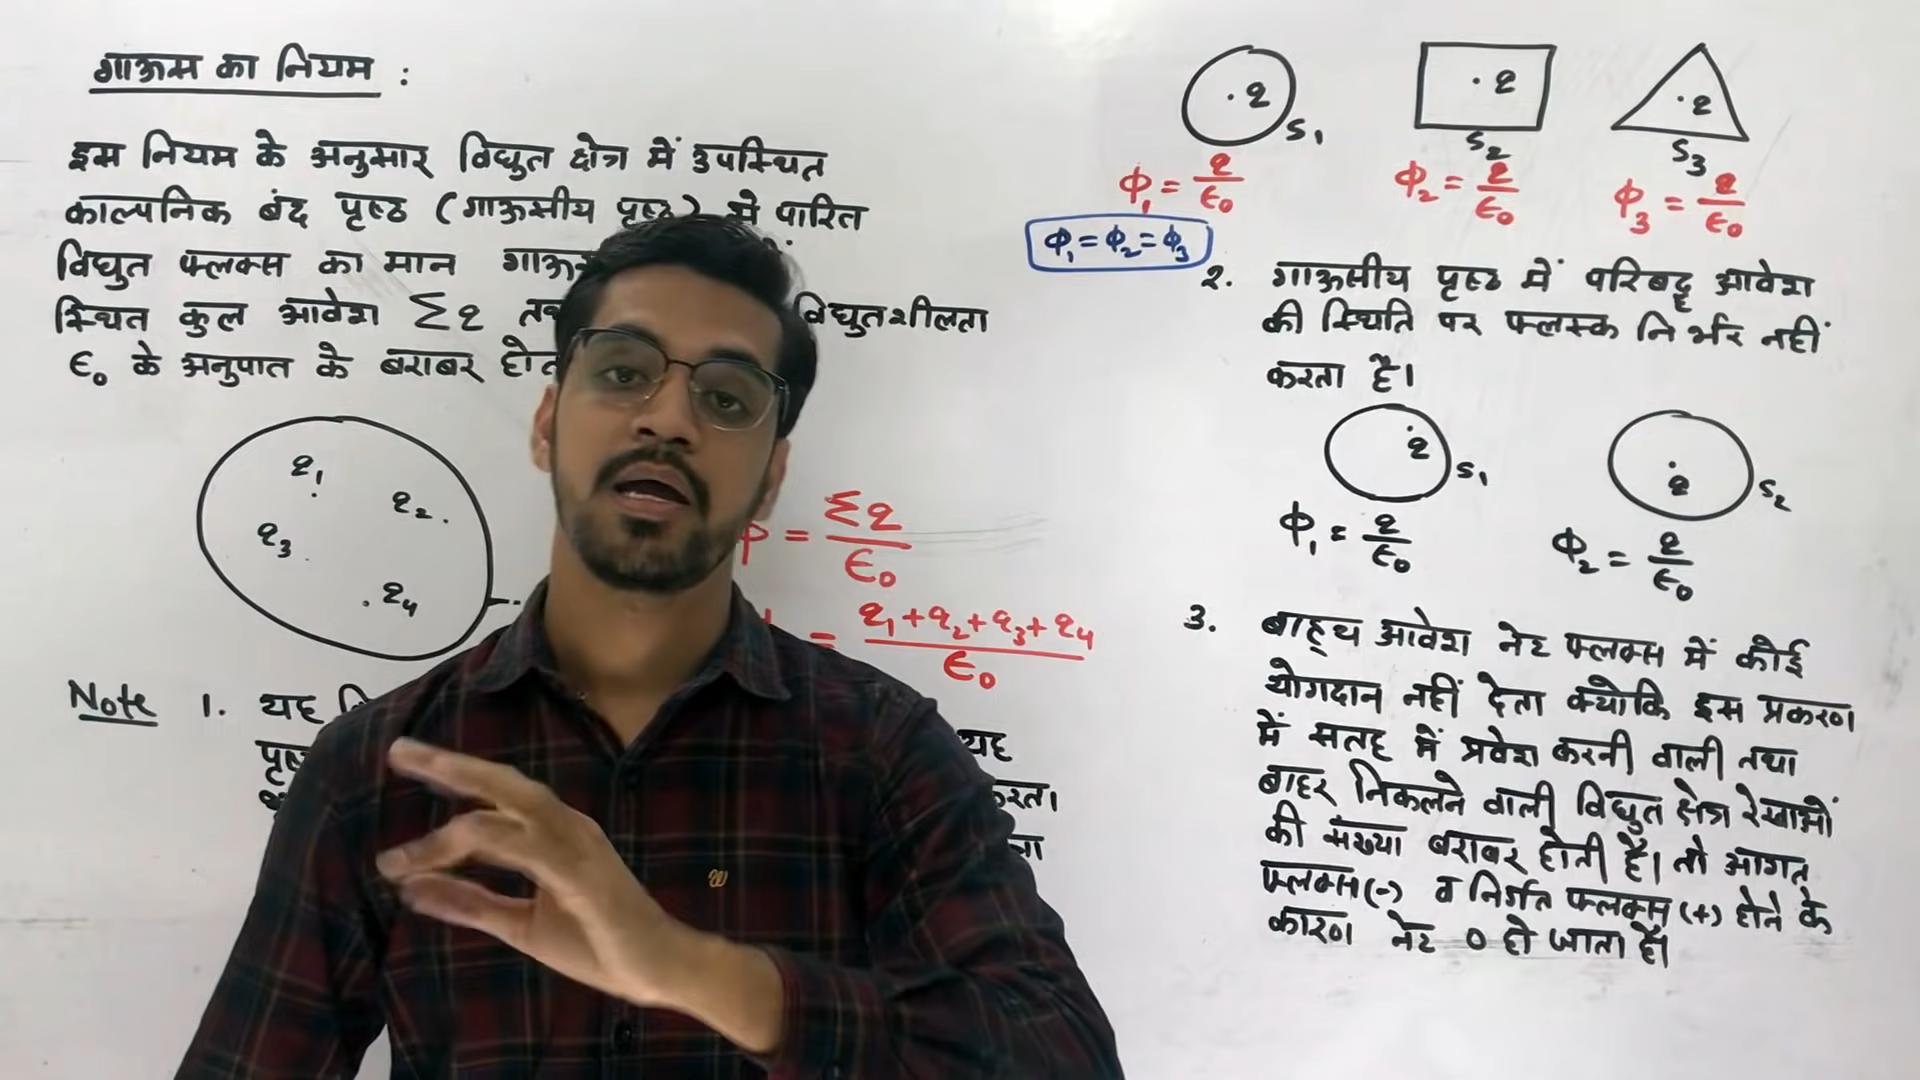 गाऊस का नियम :
इस नियम के अनुसार विद्युत क्षेत्र में उपस्थित
काल्पनिक बंद पृष्ठ (गाऊसीय पृष्ठ) से पारित
विद्युत फ्लक्स का मान
स्थित कुल आवेश Σq विद्युतशीलता
ϵ₀ के अनुपात के बराबर
q₁
q₂
q₃
q₄
= Σq / ϵ₀
= q₁+q₂+q₃+q₄ / ϵ₀
Note 1. यह
यह
q S₁
q S₂
q S₃
ϕ₁ = q/ϵ₀
ϕ₂ = q/ϵ₀
ϕ₃ = q/ϵ₀
ϕ₁ = ϕ₂ = ϕ₃
2. गाऊसीय पृष्ठ में परिबद्ध आवेश
की स्थिति पर फ्लस्क निर्भर नहीं
करता है।
q S₁
q S₂
ϕ₁ = q/ϵ₀
ϕ₂ = q/ϵ₀
3. बाह्य आवेश नेट फ्लक्स में कोई
योगदान नहीं देता क्योकि इस प्रकरण
में सतह में प्रवेश करनी वाली तथा
बाहर निकलने वाली विद्युत क्षेत्र रेखाओं
की संख्या बराबर होती है। तो आगत
फ्लक्स(-) व निर्गत फ्लक्स(+) होने के
कारण नेट 0 हो जाता है।